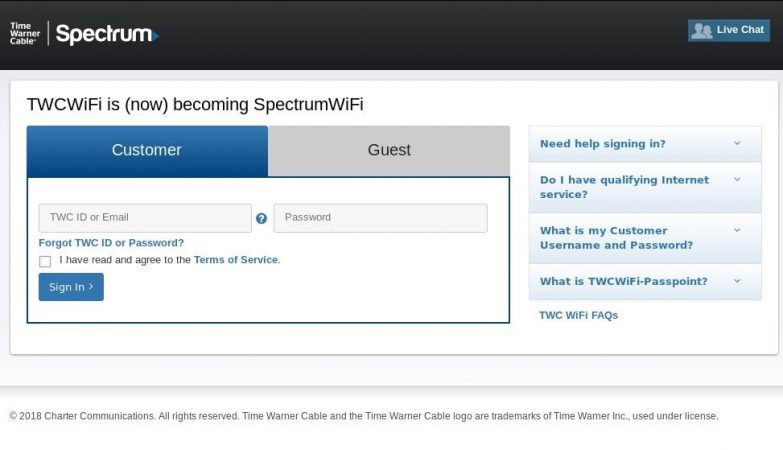 Time
Warner
Cable
Spectrum
Live Chat
TWCWiFi is (now) becoming SpectrumWiFi
Customer
Guest
TWC ID or Email
?
Password
Forgot TWC ID or Password?
I have read and agree to the Terms of Service.
Sign In ›
Need help signing in?
Do I have qualifying Internet
service?
What is my Customer
Username and Password?
What is TWCWiFi-Passpoint?
TWC WiFi FAQs
© 2018 Charter Communications. All rights reserved. Time Warner Cable and the Time Warner Cable logo are trademarks of Time Warner Inc., used under license.